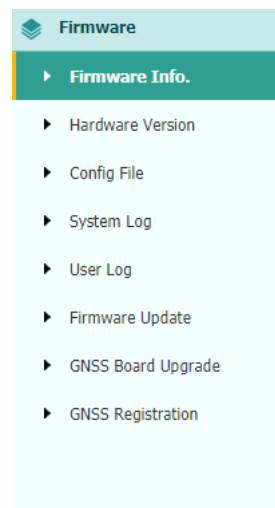 Firmware
Firmware Info.
Hardware Version
Config File
System Log
User Log
Firmware Update
GNSS Board Upgrade
GNSS Registration